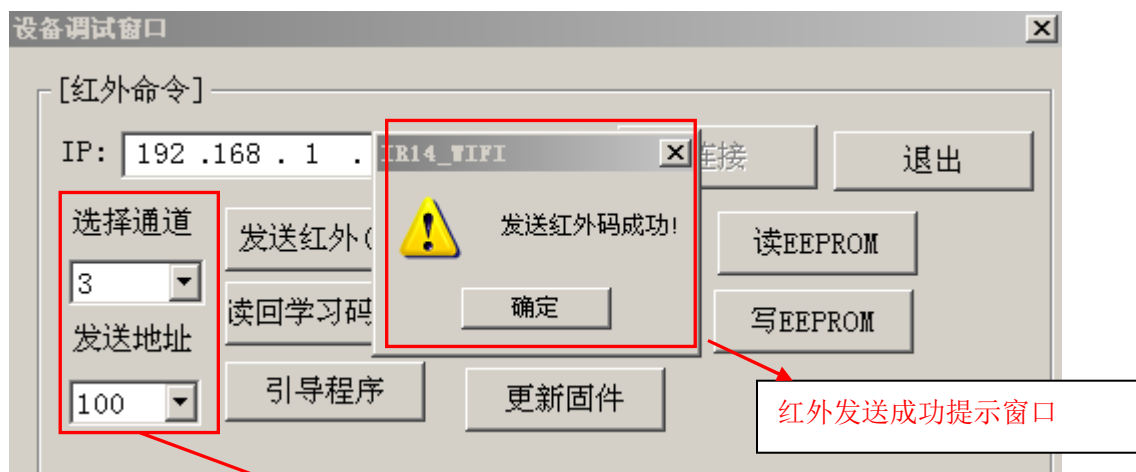 设备调试窗口
[红外命令]
IP: 192 .168 . 1 .
IR14_WIFI
连接
退出
选择通道
发送红外(
发送红外码成功!
读EEPROM
3
读回学习码
确定
写EEPROM
发送地址
100
引导程序
更新固件
红外发送成功提示窗口